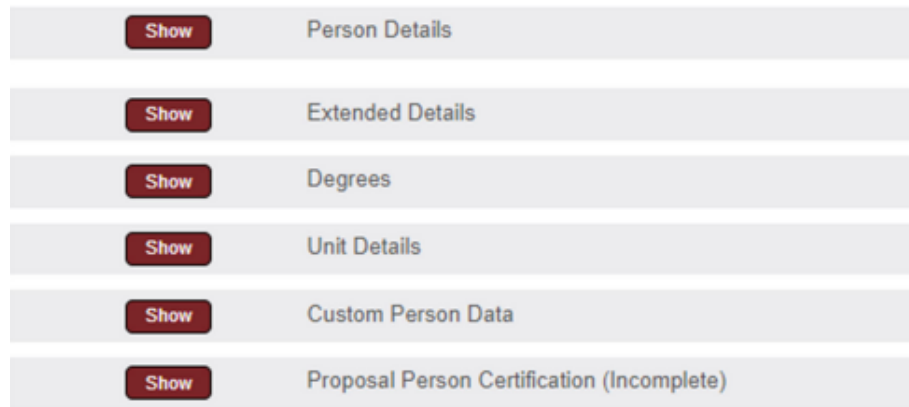 Show Person Details
Show Extended Details
Show Degrees
Show Unit Details
Show Custom Person Data
Show Proposal Person Certification (Incomplete)